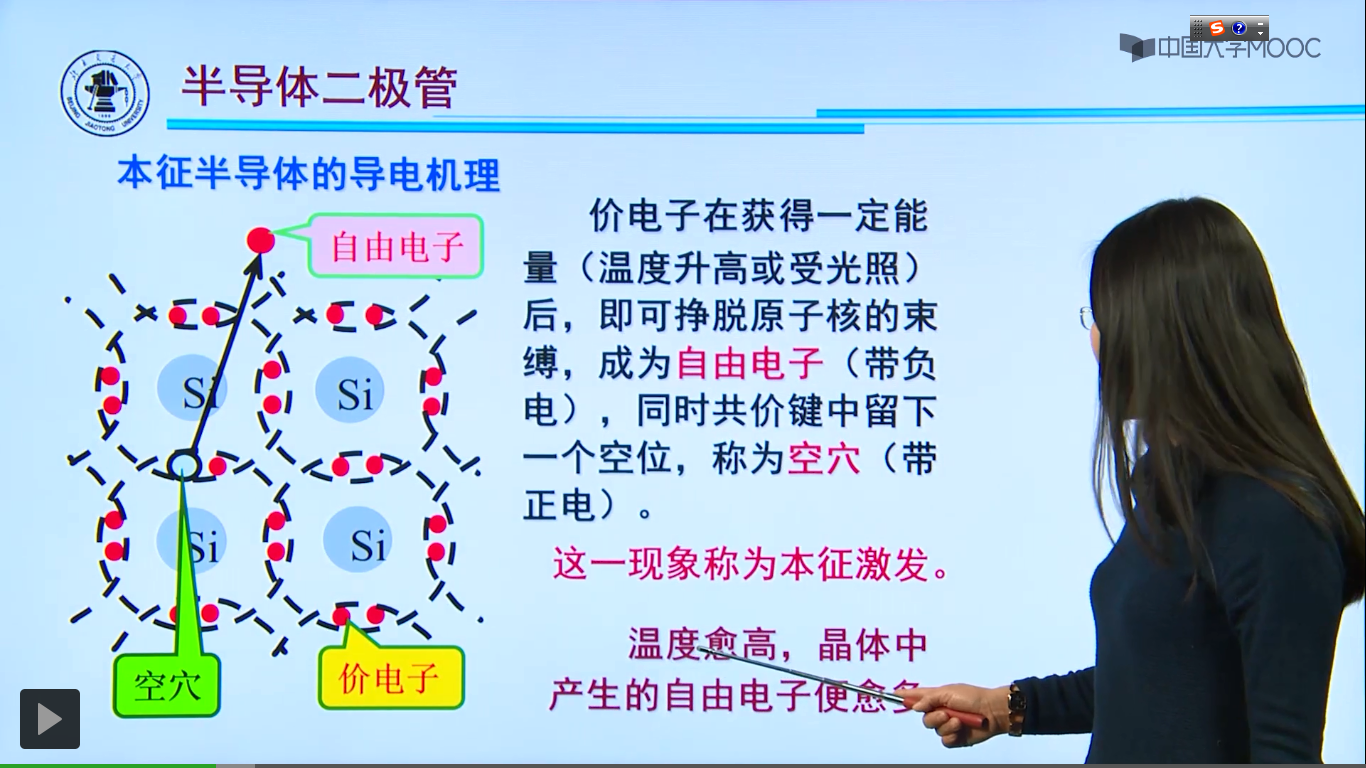 中国大学MOOC
半导体二极管
BEIJING JIAOTONG UNIVERSITY
本征半导体的导电机理
自由电子
Si
Si
Si
Si
空穴
价电子
价电子在获得一定能
量（温度升高或受光照）
后，即可挣脱原子核的束
缚，成为自由电子（带负
电），同时共价键中留下
一个空位，称为空穴（带
正电）。
这一现象称为本征激发。
温度愈高，晶体中
产生的自由电子便愈多